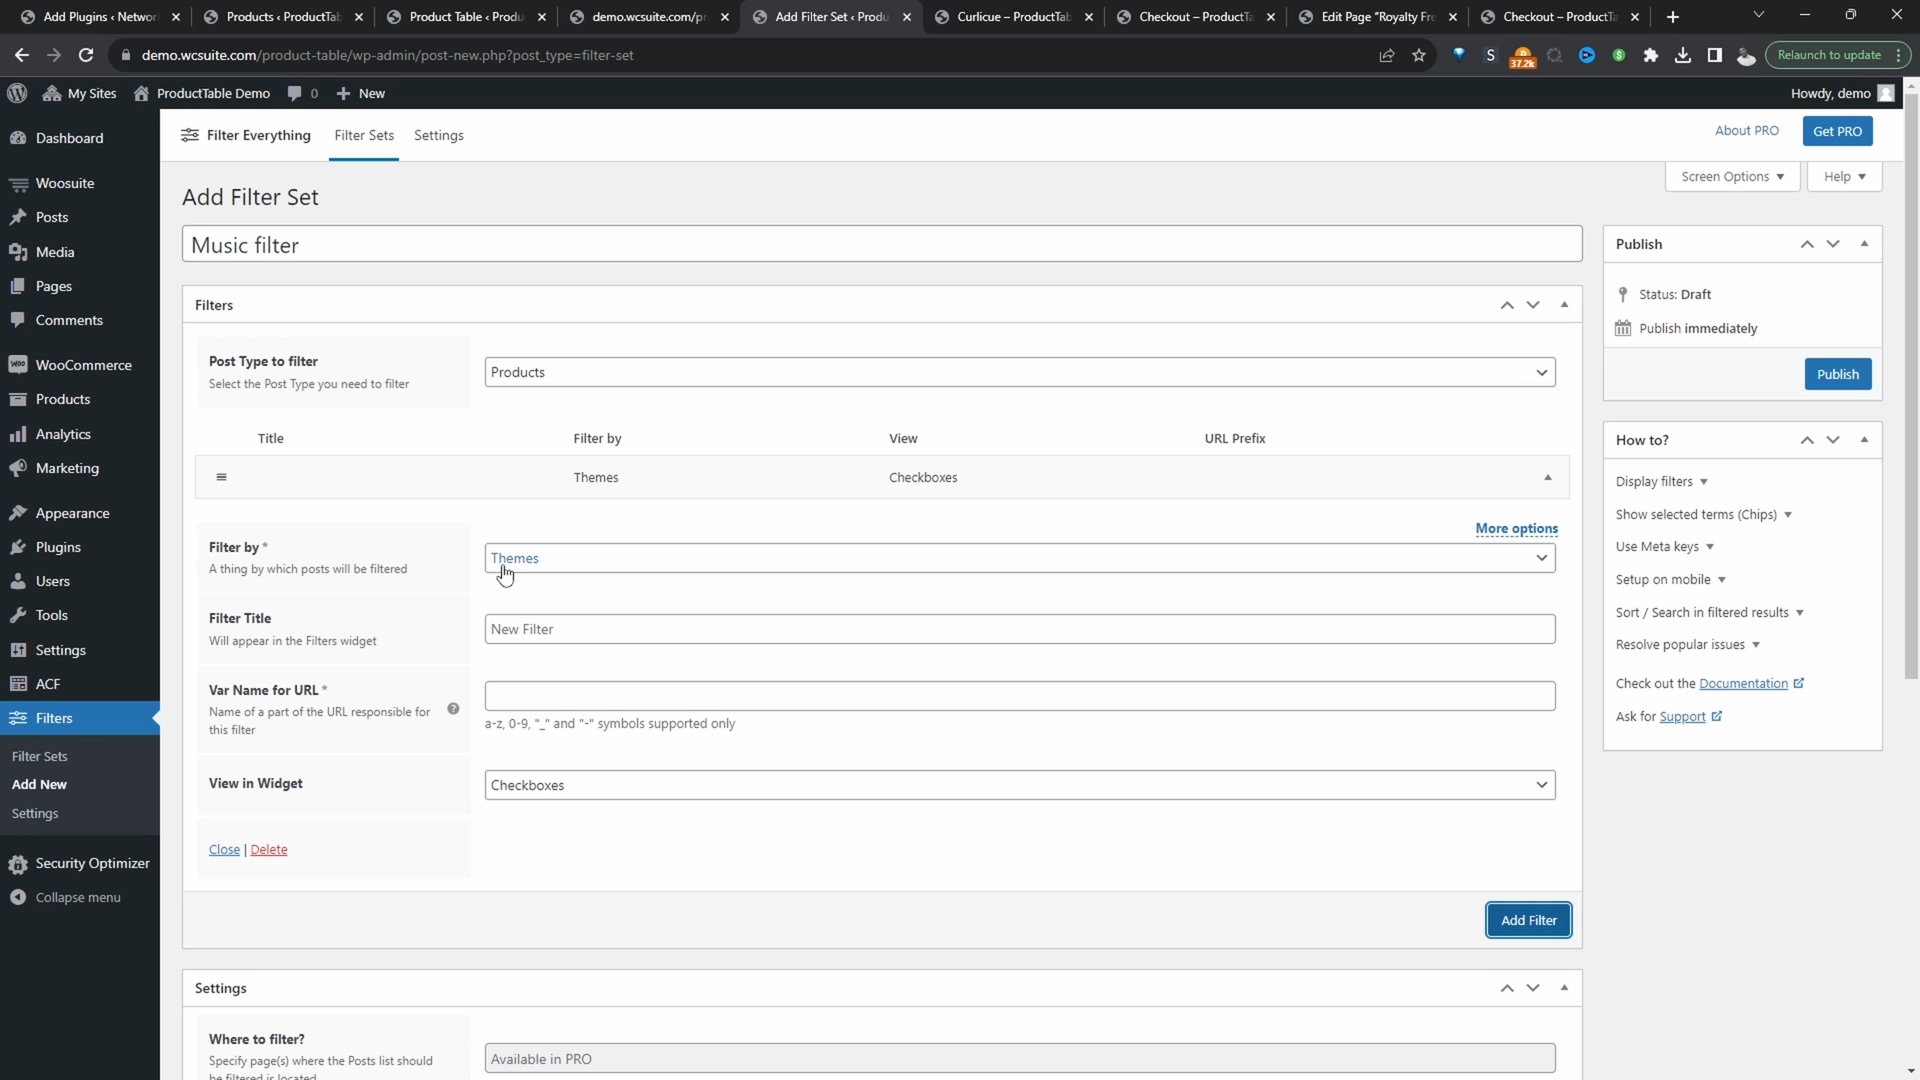 Add Plugins ‹ Networ
Products ‹ ProductTab
Product Table ‹ Produ
demo.wcsuite.com/pr
Add Filter Set ‹ Produ
Curlicue – ProductTab
Checkout – ProductTa
Edit Page “Royalty Fre
Checkout – ProductTa
demo.wcsuite.com/product-table/wp-admin/post-new.php?post_type=filter-set
37.2k
Relaunch to update
My Sites
ProductTable Demo
0
New
Howdy, demo
Dashboard
Woosuite
Posts
Media
Pages
Comments
WooCommerce
Products
Analytics
Marketing
Appearance
Plugins
Users
Tools
Settings
ACF
Filters
Filter Sets
Add New
Settings
Security Optimizer
Collapse menu
Filter Everything
Filter Sets
Settings
About PRO
Get PRO
Screen Options
Help
Add Filter Set
Music filter
Filters
Post Type to filter
Select the Post Type you need to filter
Products
Title Filter by View URL Prefix
Themes Checkboxes
More options
Filter by *
A thing by which posts will be filtered
Themes
Filter Title
Will appear in the Filters widget
New Filter
Var Name for URL *
Name of a part of the URL responsible for
this filter
a-z, 0-9, "_" and "-" symbols supported only
View in Widget
Checkboxes
Close | Delete
Add Filter
Settings
Where to filter?
Specify page(s) where the Posts list should
be filtered is located
Available in PRO
Publish
Status: Draft
Publish immediately
Publish
How to?
Display filters
Show selected terms (Chips)
Use Meta keys
Setup on mobile
Sort / Search in filtered results
Resolve popular issues
Check out the Documentation
Ask for Support